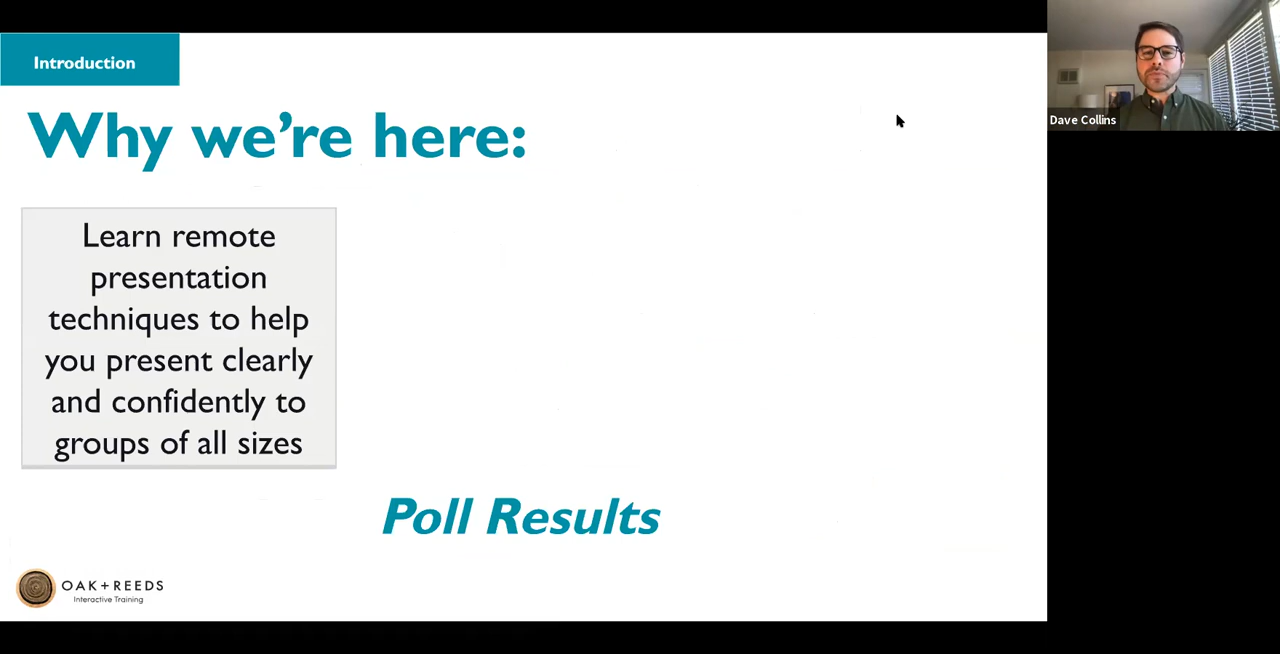 Introduction
Why we're here:
Learn remote
presentation
techniques to help
you present clearly
and confidently to
groups of all sizes
Poll Results
OAK+REEDS
Interactive Training
Dave Collins